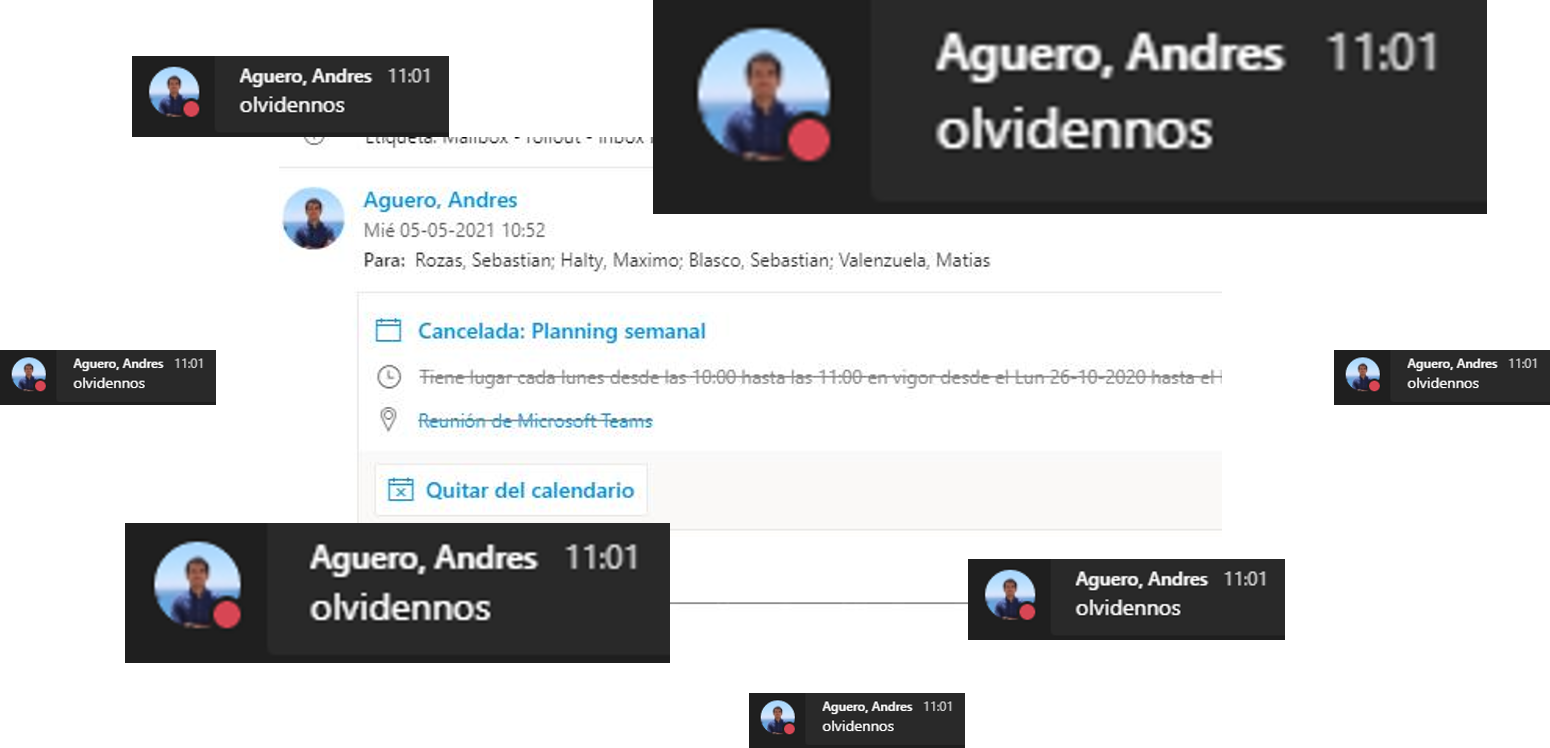 Aguero, Andres 11:01
olvidennos
Aguero, Andres 11:01
olvidennos
Etiqueta: Mailbox - rollout - Inbox
Aguero, Andres
Mié 05-05-2021 10:52
Para: Rozas, Sebastian; Halty, Maximo; Blasco, Sebastian; Valenzuela, Matias
Cancelada: Planning semanal
Aguero, Andres 11:01
olvidennos
Aguero, Andres 11:01
olvidennos
Tiene lugar cada lunes desde las 10:00 hasta las 11:00 en vigor desde el Lun 26-10-2020 hasta el
Reunión de Microsoft Teams
Quitar del calendario
Aguero, Andres 11:01
olvidennos
Aguero, Andres 11:01
olvidennos
Aguero, Andres 11:01
olvidennos